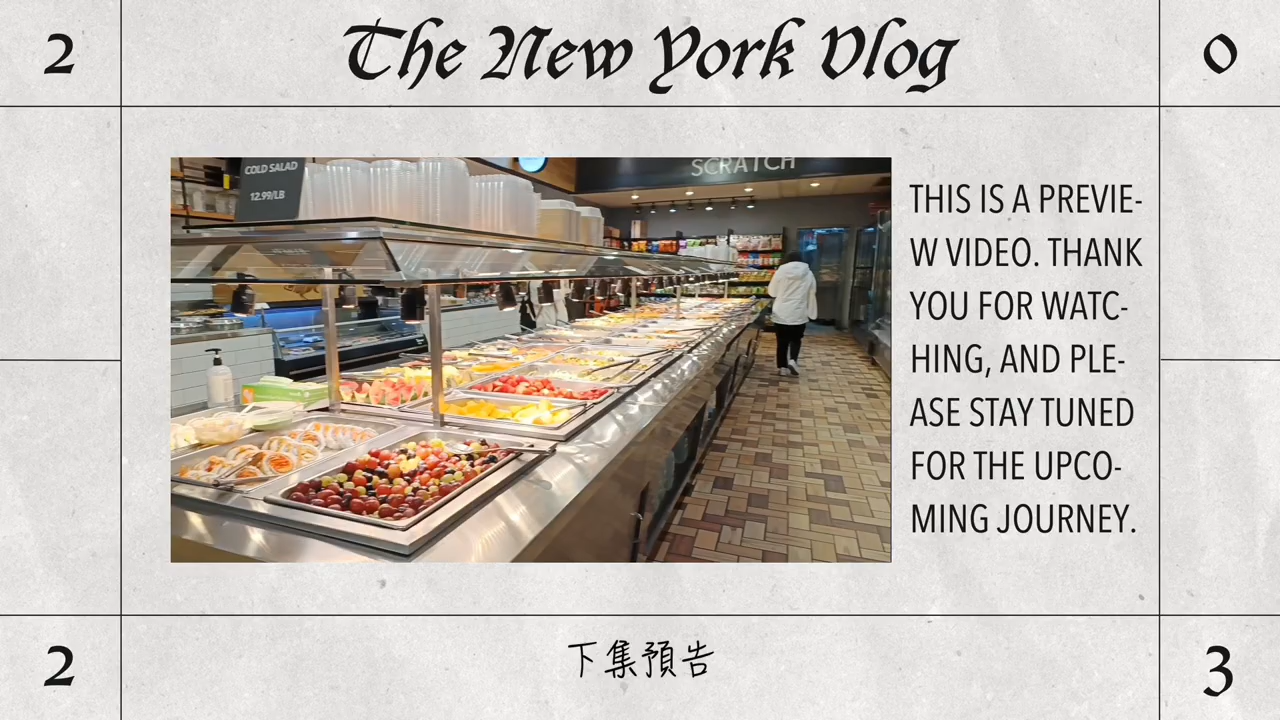 2
The New York Vlog
0
COLD SALAD
12.99/LB
SCRATCH
THIS IS A PREVIE-
W VIDEO. THANK
YOU FOR WATC-
HING, AND PLE-
ASE STAY TUNED
FOR THE UPCO-
MING JOURNEY.
2
下集預告
3